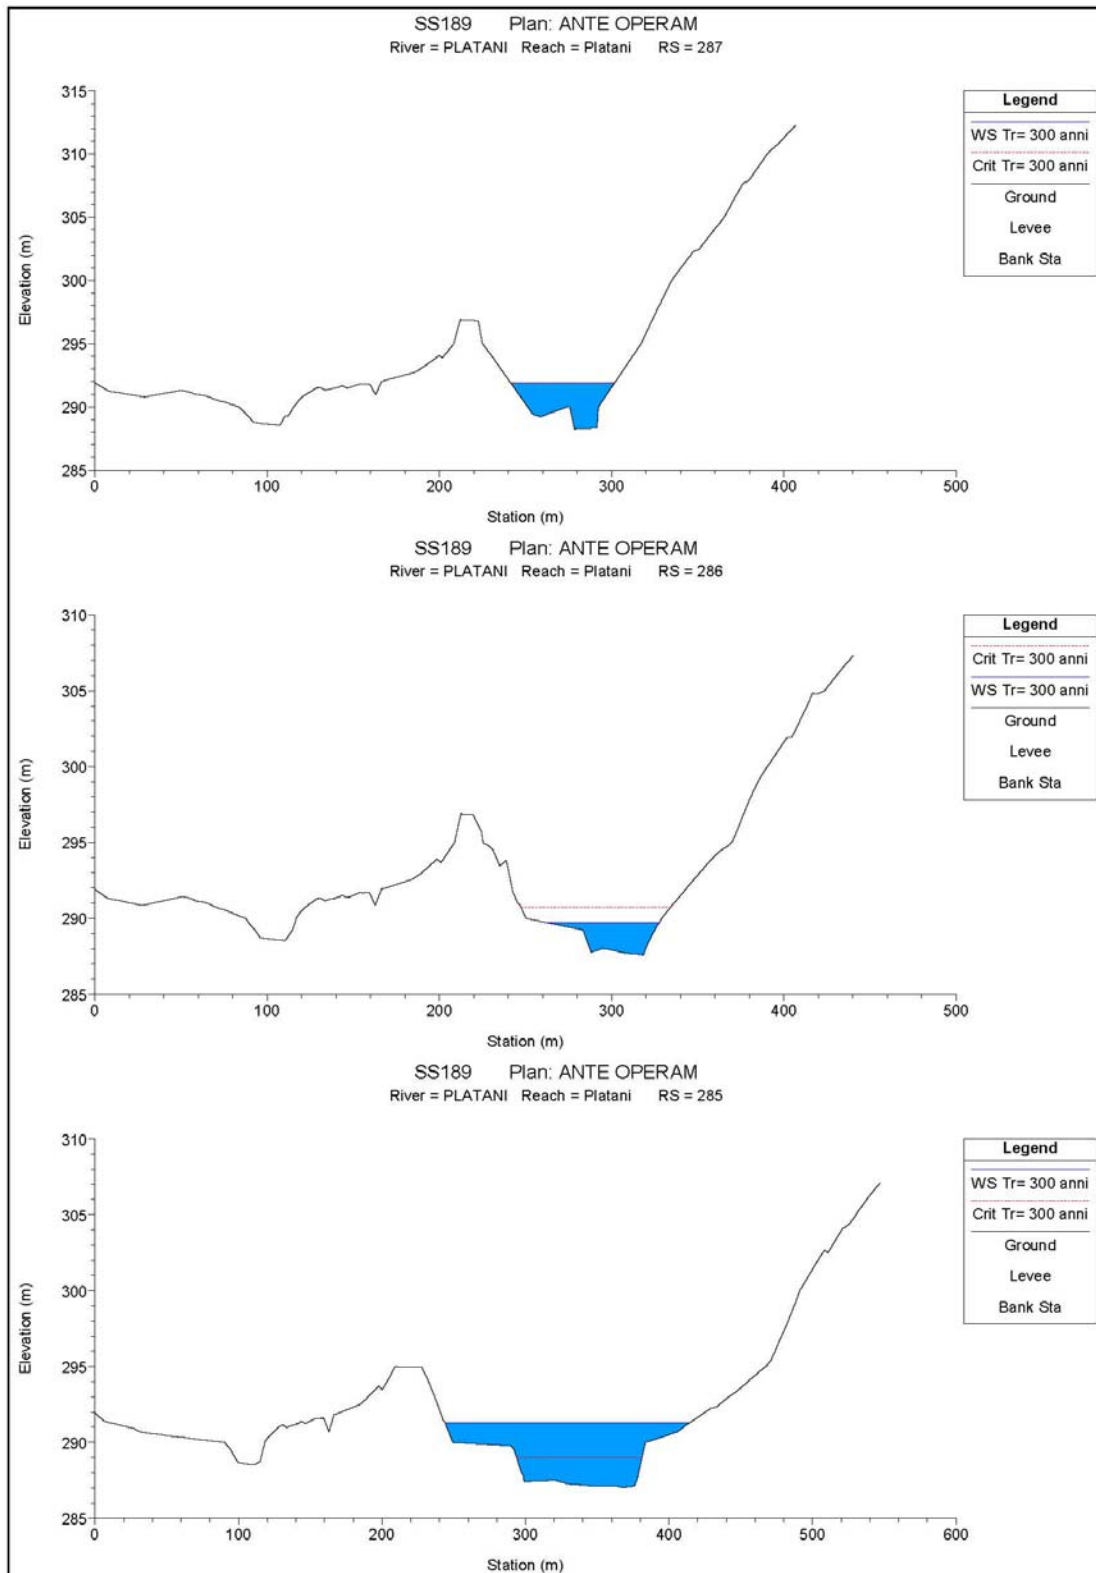 SS189 Plan: ANTE OPERAM
River = PLATANI Reach = Platani RS = 287
315
310
305
300
295
290
285
Elevation (m)
0 100 200 300 400 500
Station (m)
Legend
WS Tr= 300 anni
Crit Tr= 300 anni
Ground
Levee
Bank Sta
SS189 Plan: ANTE OPERAM
River = PLATANI Reach = Platani RS = 286
310
305
300
295
290
285
Elevation (m)
0 100 200 300 400 500
Station (m)
Legend
Crit Tr= 300 anni
WS Tr= 300 anni
Ground
Levee
Bank Sta
SS189 Plan: ANTE OPERAM
River = PLATANI Reach = Platani RS = 285
310
305
300
295
290
285
Elevation (m)
0 100 200 300 400 500 600
Station (m)
Legend
WS Tr= 300 anni
Crit Tr= 300 anni
Ground
Levee
Bank Sta